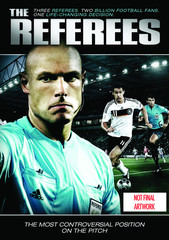 THREE REFEREES. TWO BILLION FOOTBALL FANS.
ONE LIFE-CHANGING DECISION.
THE REFEREES
NOT FINAL
ARTWORK
THE MOST CONTROVERSIAL POSITION
ON THE PITCH